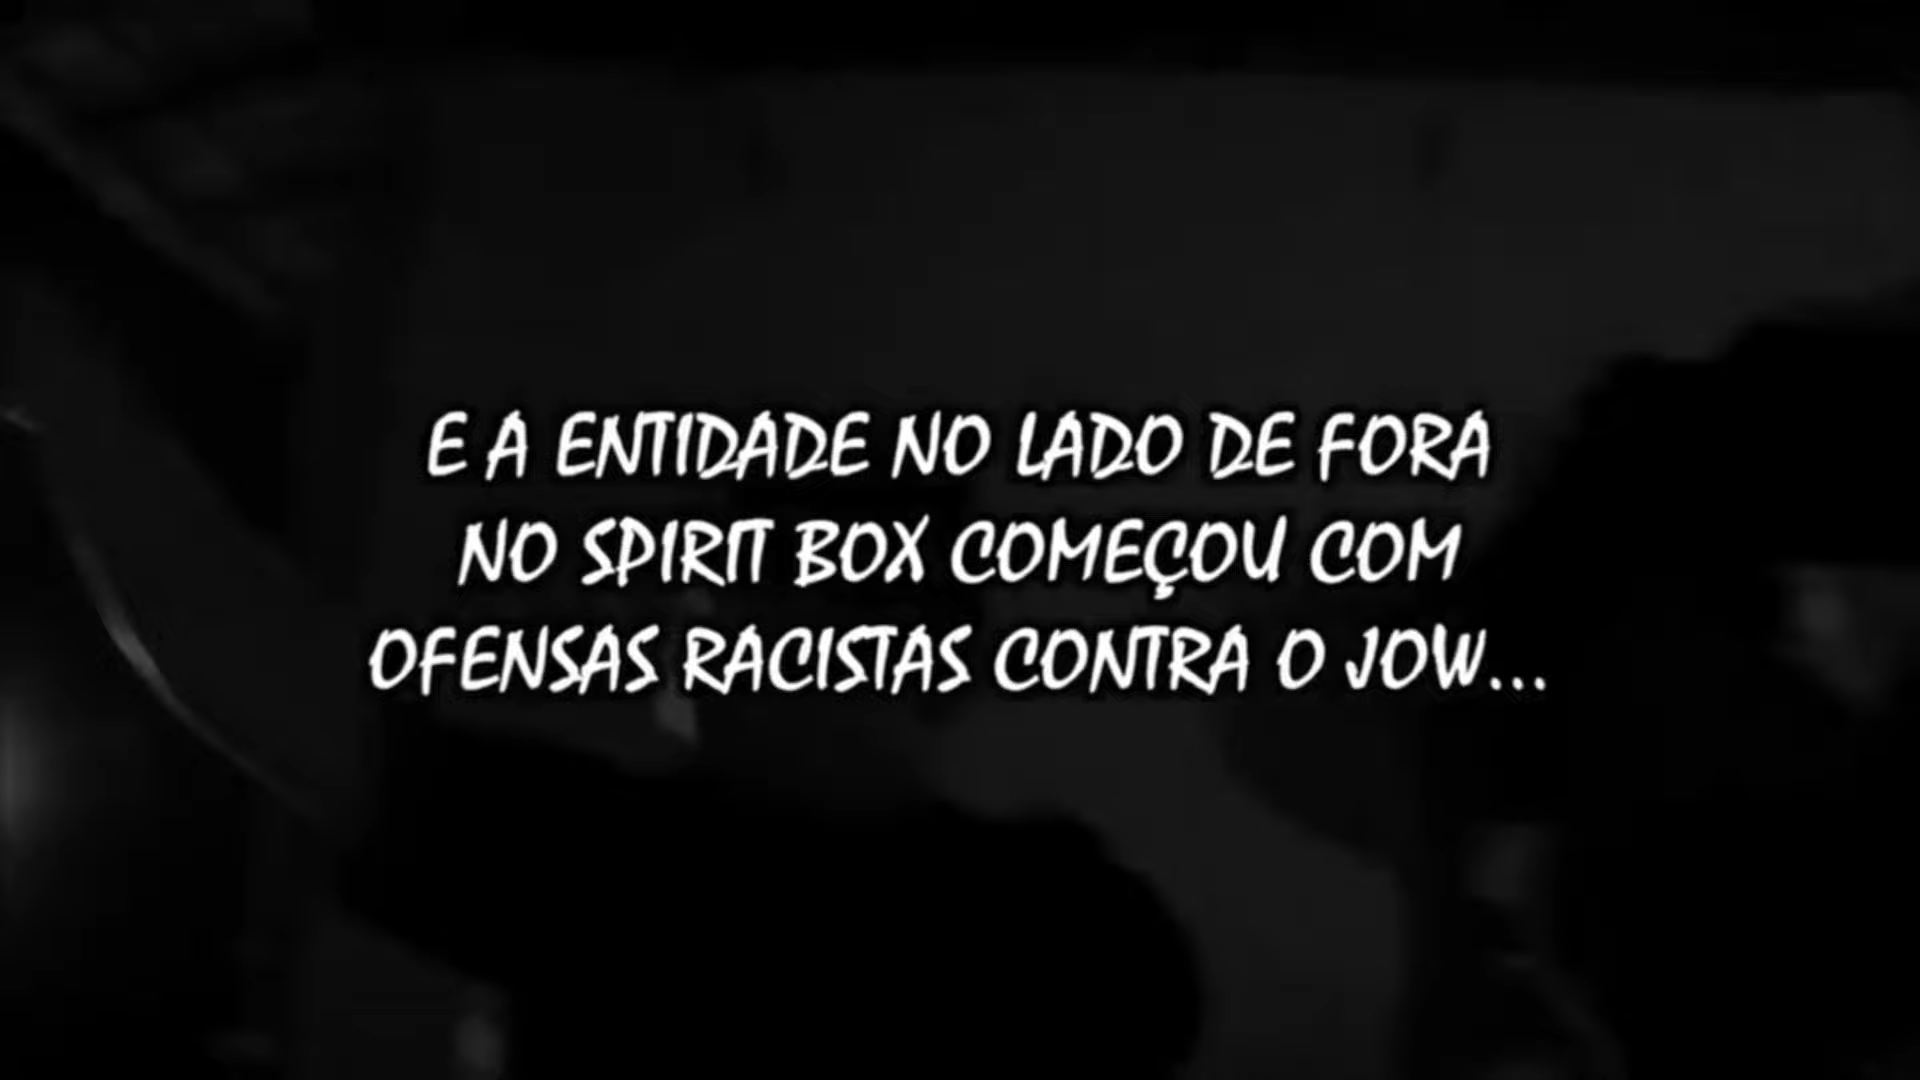 E A ENTIDADE NO LADO DE FORA
NO SPIRIT BOX COMEÇOU COM
OFENSAS RACISTAS CONTRA O JOW...